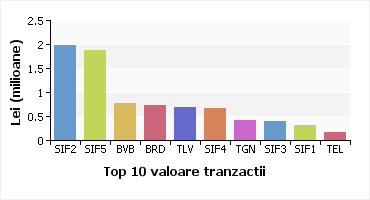 Lei (milioane)
2.5
2
1.5
1
0.5
0
SIF2 SIF5 BVB BRD TLV SIF4 TGN SIF3 SIF1 TEL
Top 10 valoare tranzactii